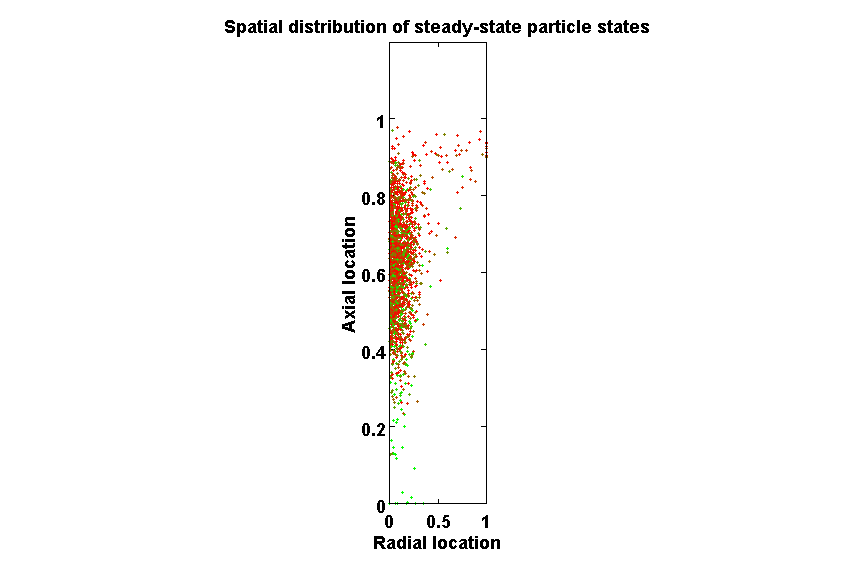 Spatial distribution of steady-state particle states
1
0.8
0.6
0.4
0.2
0
Axial location
0 0.5 1
Radial location